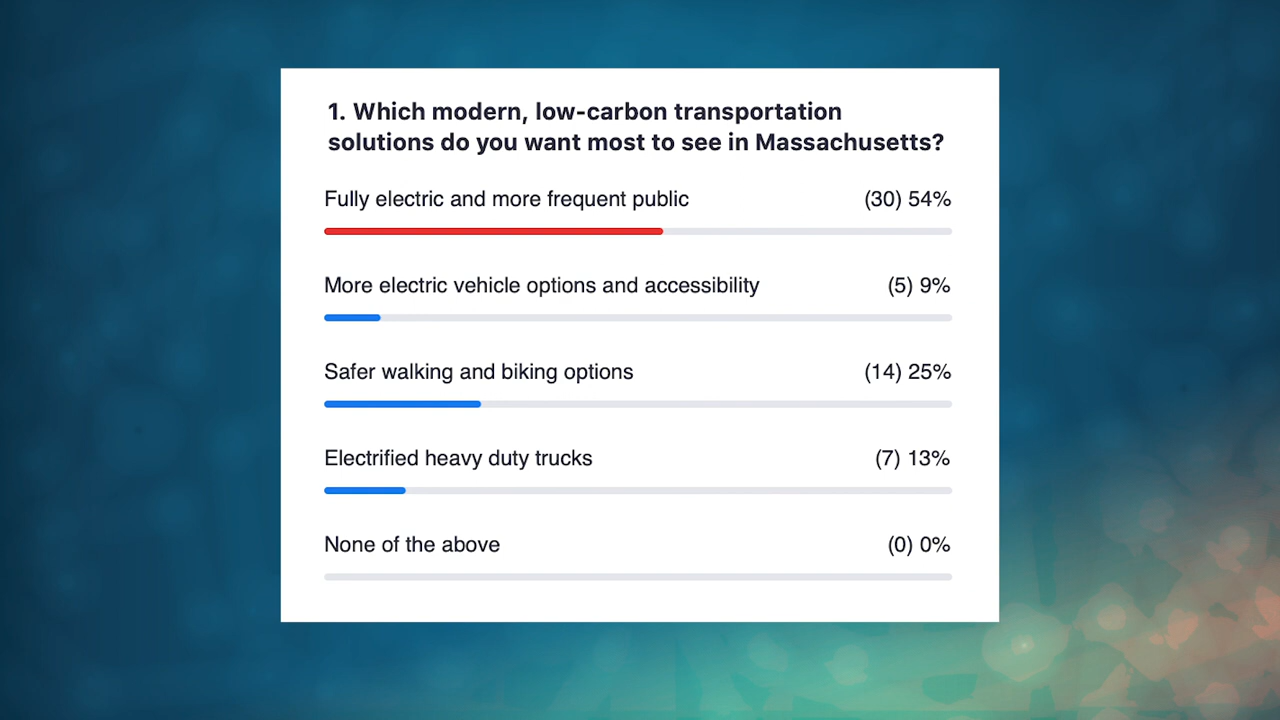 1. Which modern, low-carbon transportation
solutions do you want most to see in Massachusetts?
Fully electric and more frequent public (30) 54%
More electric vehicle options and accessibility (5) 9%
Safer walking and biking options (14) 25%
Electrified heavy duty trucks (7) 13%
None of the above (0) 0%